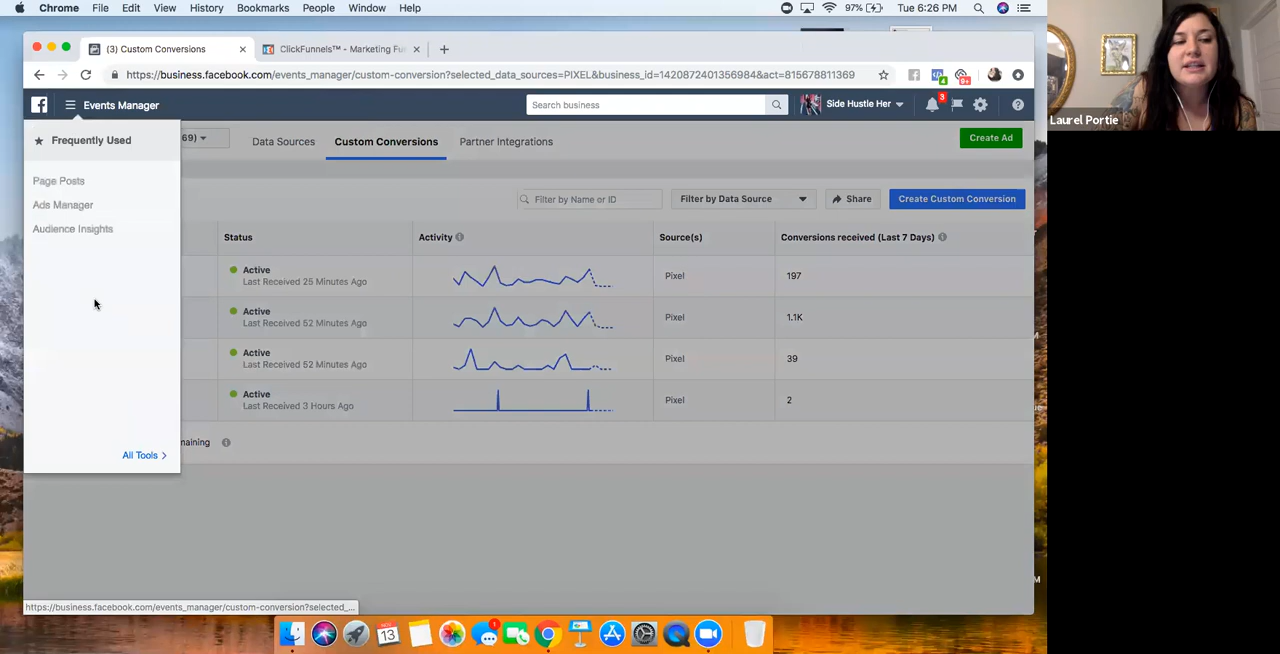 Chrome File Edit View History Bookmarks People Window Help 97% Tue 6:26 PM
(3) Custom Conversions
ClickFunnels™ - Marketing Fu
https://business.facebook.com/events_manager/custom-conversion?selected_data_sources=PIXEL&business_id=1420872401356984&act=815678811369
4 9+
Events Manager
Search business
Side Hustle Her
3
Laurel Portie
Frequently Used
Page Posts
Ads Manager
Audience Insights
All Tools
69)
Data Sources Custom Conversions Partner Integrations
Create Ad
Filter by Name or ID
Filter by Data Source
Share
Create Custom Conversion
Status Activity Source(s) Conversions received (Last 7 Days)
Active
Last Received 25 Minutes Ago
Pixel 197
Active
Last Received 52 Minutes Ago
Pixel 1.1K
Active
Last Received 52 Minutes Ago
Pixel 39
Active
Last Received 3 Hours Ago
Pixel 2
naining
https://business.facebook.com/events_manager/custom-conversion?selected_...
NOV
13
1
M